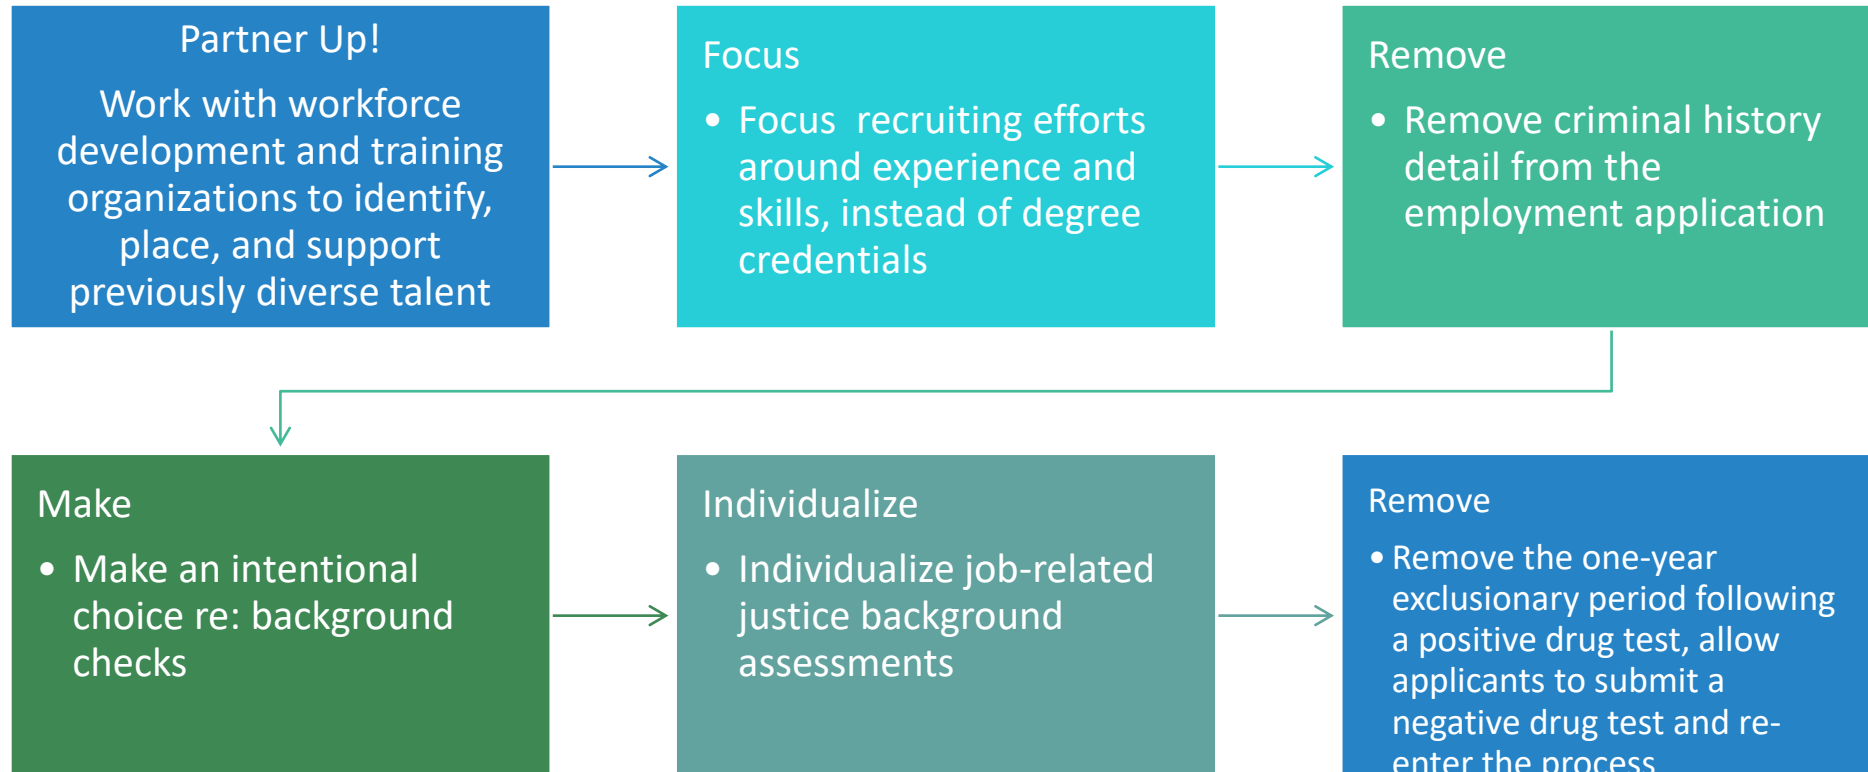 Partner Up!
Work with workforce
development and training
organizations to identify,
place, and support
previously diverse talent
Focus
• Focus  recruiting efforts
around experience and
skills, instead of degree
credentials
Remove
• Remove criminal history
detail from the
employment application
Make
• Make an intentional
choice re: background
checks
Individualize
• Individualize job-related
justice background
assessments
Remove
• Remove the one-year
exclusionary period following
a positive drug test, allow
applicants to submit a
negative drug test and re-
enter the process